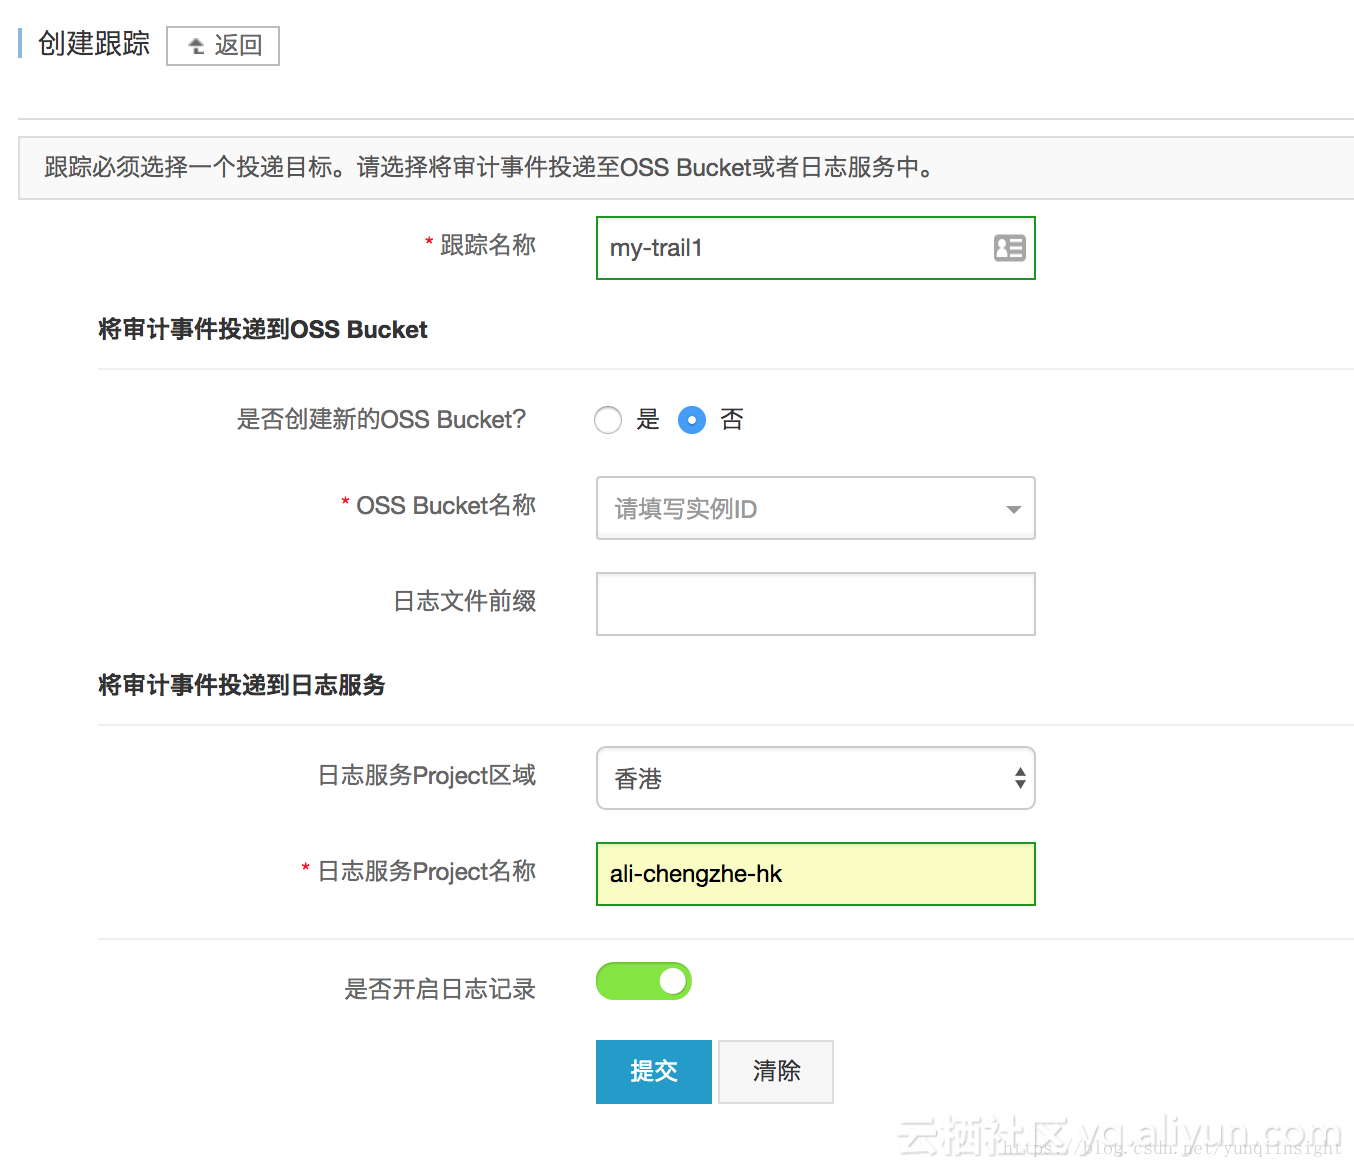 创建跟踪 返回
跟踪必须选择一个投递目标。请选择将审计事件投递至OSS Bucket或者日志服务中。
* 跟踪名称 my-trail1
将审计事件投递到OSS Bucket
是否创建新的OSS Bucket? 是 否
* OSS Bucket名称 请填写实例ID
日志文件前缀
将审计事件投递到日志服务
日志服务Project区域 香港
* 日志服务Project名称 ali-chengzhe-hk
是否开启日志记录
提交 清除
云栖社区 yq.aliyun.com
https://blog.csdn.net/yunqiinsight